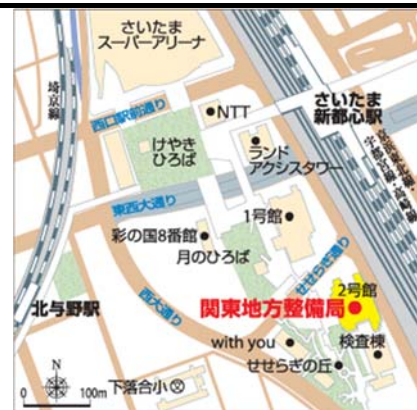 さいたま
スーパーアリーナ
埼京線
西口駅前通り
NTT
さいたま
新都心駅
けやき
ひろば
ランド
アクシスタワー
京浜東北線
宇都宮線・高崎線
東西大通り
1号館
彩の国8番館
月のひろば
せせらぎ通り
北与野駅
西大通り
2号館
関東地方整備局
with you
検査棟
せせらぎの丘
N
0 100m
下落合小
文